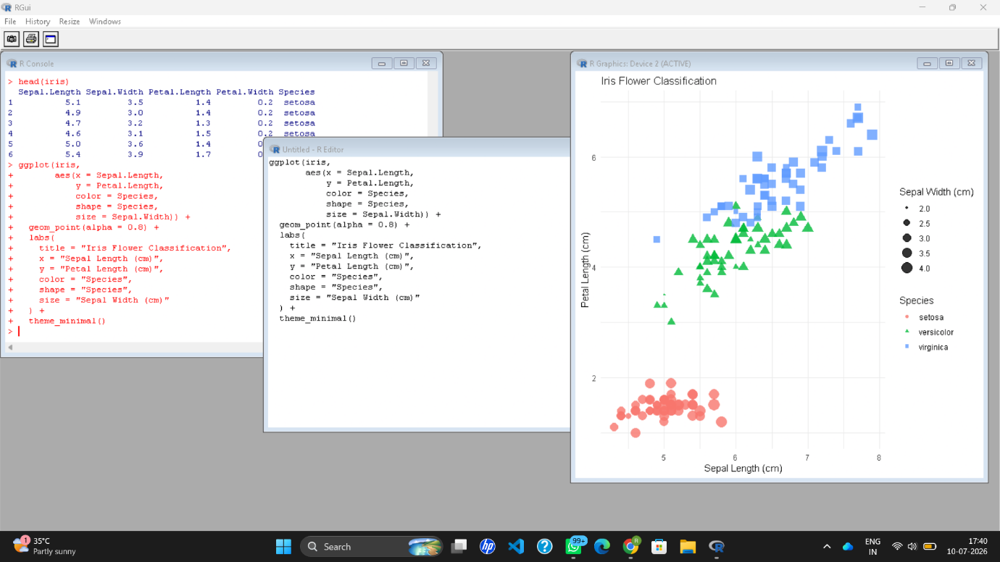 RGui
File History Resize Windows
R Console
> head(iris)
Sepal.Length Sepal.Width Petal.Length Petal.Width Species
1 5.1 3.5 1.4 0.2 setosa
2 4.9 3.0 1.4 0.2 setosa
3 4.7 3.2 1.3 0.2 setosa
4 4.6 3.1 1.5 0.2 setosa
5 5.0 3.6 1.4
6 5.4 3.9 1.7
> ggplot(iris,
+ aes(x = Sepal.Length,
+ y = Petal.Length,
+ color = Species,
+ shape = Species,
+ size = Sepal.Width)) +
+ geom_point(alpha = 0.8) +
+ labs(
+ title = "Iris Flower Classification",
+ x = "Sepal Length (cm)",
+ y = "Petal Length (cm)",
+ color = "Species",
+ shape = "Species",
+ size = "Sepal Width (cm)"
+ ) +
+ theme_minimal()
>
Untitled - R Editor
ggplot(iris,
aes(x = Sepal.Length,
y = Petal.Length,
color = Species,
shape = Species,
size = Sepal.Width)) +
geom_point(alpha = 0.8) +
labs(
title = "Iris Flower Classification",
x = "Sepal Length (cm)",
y = "Petal Length (cm)",
color = "Species",
shape = "Species",
size = "Sepal Width (cm)"
) +
theme_minimal()
R Graphics: Device 2 (ACTIVE)
Iris Flower Classification
Petal Length (cm)
6
4
2
5 6 7 8
Sepal Length (cm)
Sepal Width (cm)
2.0
2.5
3.0
3.5
4.0
Species
setosa
versicolor
virginica
1
35°C
Partly sunny
Search
hp
99+
R
ENG
IN
17:40
10-07-2026